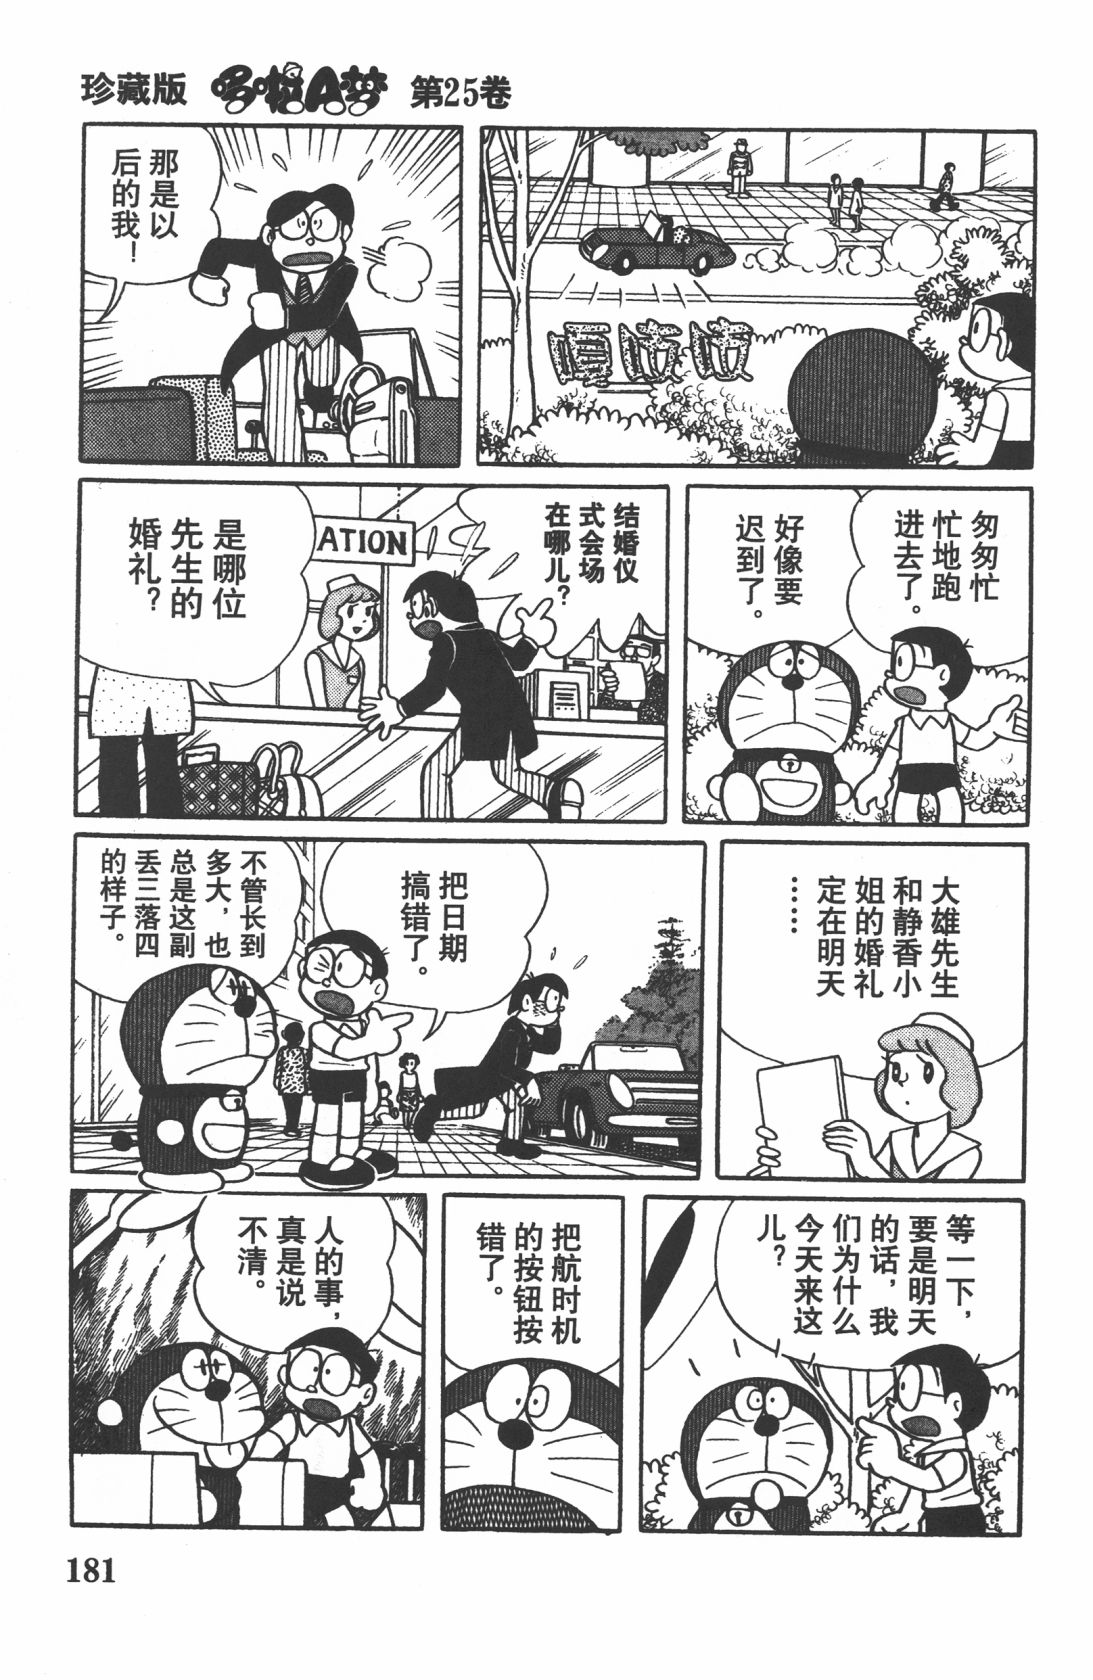 珍藏版 哆啦A梦 第25卷
那是以
后的我！
匆匆忙
忙地跑
进去了。
好像要
迟到了。
结婚仪
式会场
在哪儿？
ATION
是哪位
先生的
婚礼？
大雄先生
和静香小
姐的婚礼
定在明天
……
把日期
搞错了。
不管长到
多大，也
总是这副
丢三落四
的样子。
等一下，
要是明天
的话，我
们为什么
今天来这
儿？
把航时机
的按钮按
错了。
人的事，
真是说
不清。
181